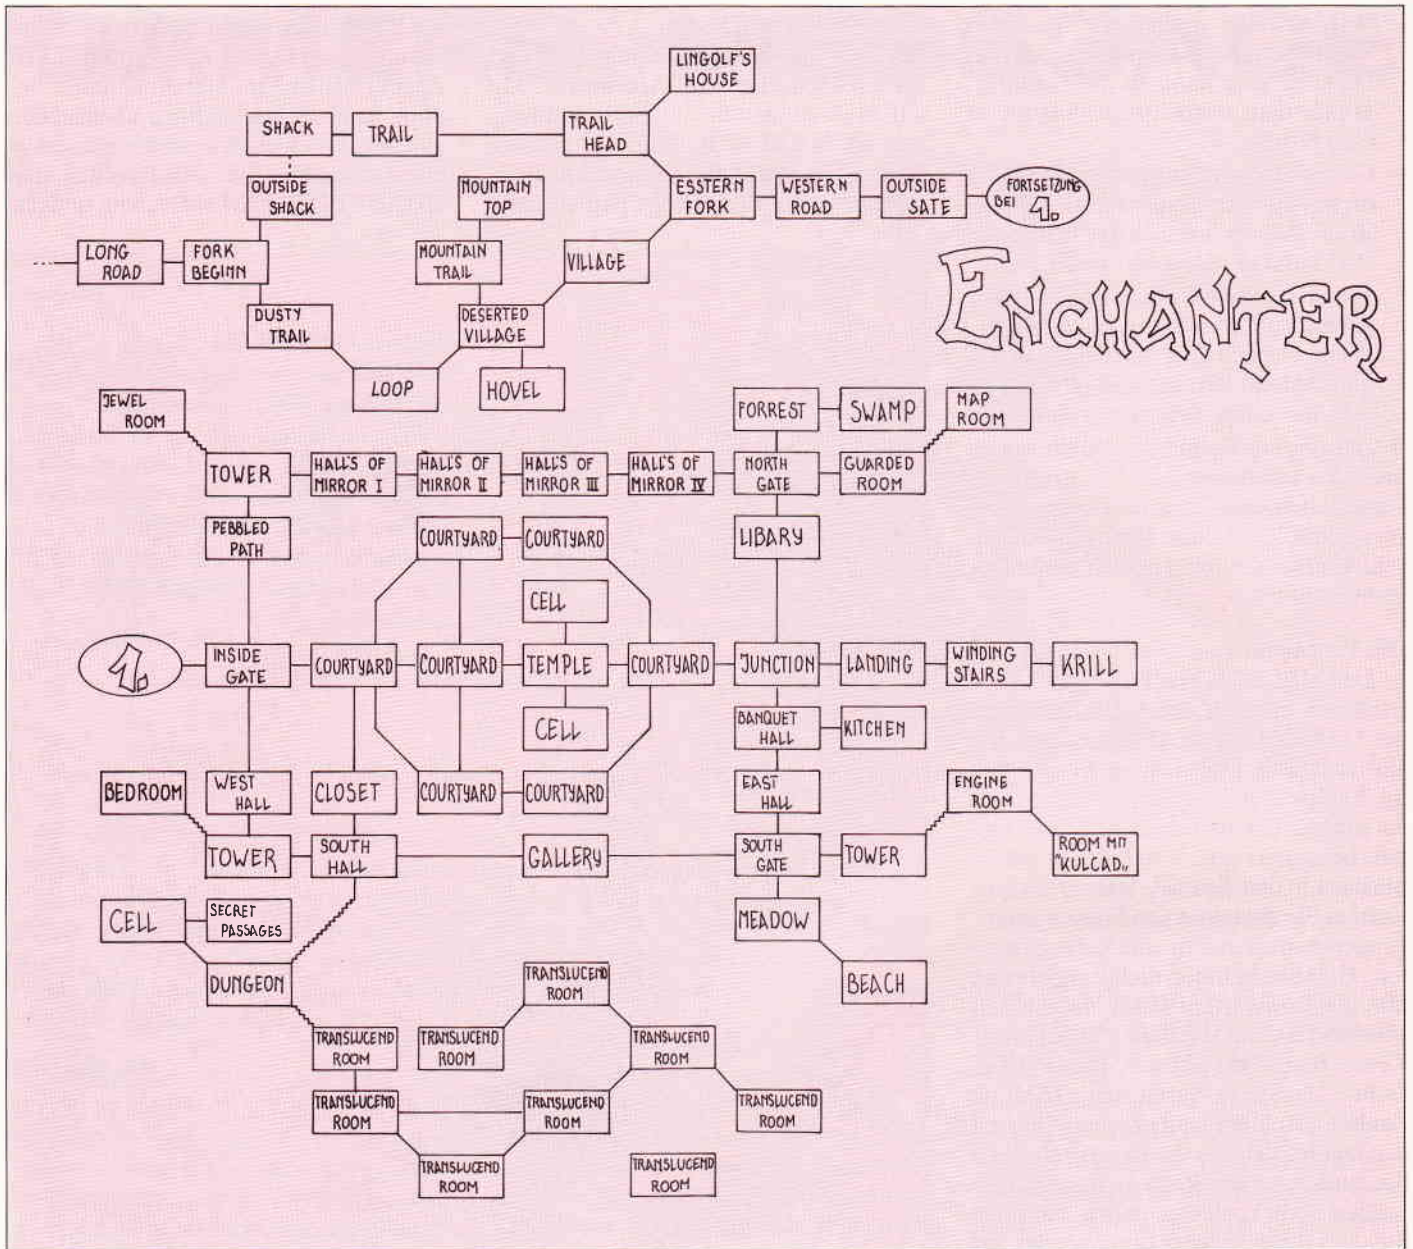 LINGOLF'S
HOUSE
SHACK
TRAIL
TRAIL
HEAD
OUTSIDE
SHACK
MOUNTAIN
TOP
ESSTERN
FORK
WESTERN
ROAD
OUTSIDE
SATE
FORTSETZUNG
BEI 1.
LONG
ROAD
FORK
BEGINN
MOUNTAIN
TRAIL
VILLAGE
ENCHANTER
DUSTY
TRAIL
DESERTED
VILLAGE
LOOP
HOVEL
JEWEL
ROOM
FORREST
SWAMP
MAP
ROOM
TOWER
HALL'S OF
MIRROR I
HALL'S OF
MIRROR II
HALL'S OF
MIRROR III
HALL'S OF
MIRROR IV
NORTH
GATE
GUARDED
ROOM
PEBBLED
PATH
COURTYARD
COURTYARD
LIBARY
CELL
1.
INSIDE
GATE
COURTYARD
COURTYARD
TEMPLE
COURTYARD
JUNCTION
LANDING
WINDING
STAIRS
KRILL
CELL
BANQUET
HALL
KITCHEN
BEDROOM
WEST
HALL
CLOSET
COURTYARD
COURTYARD
EAST
HALL
ENGINE
ROOM
TOWER
SOUTH
HALL
GALLERY
SOUTH
GATE
TOWER
ROOM MIT
"KULCAD"
CELL
SECRET
PASSAGES
MEADOW
DUNGEON
TRANSLUCEND
ROOM
BEACH
TRANSLUCEND
ROOM
TRANSLUCEND
ROOM
TRANSLUCEND
ROOM
TRANSLUCEND
ROOM
TRANSLUCEND
ROOM
TRANSLUCEND
ROOM
TRANSLUCEND
ROOM
TRANSLUCEND
ROOM